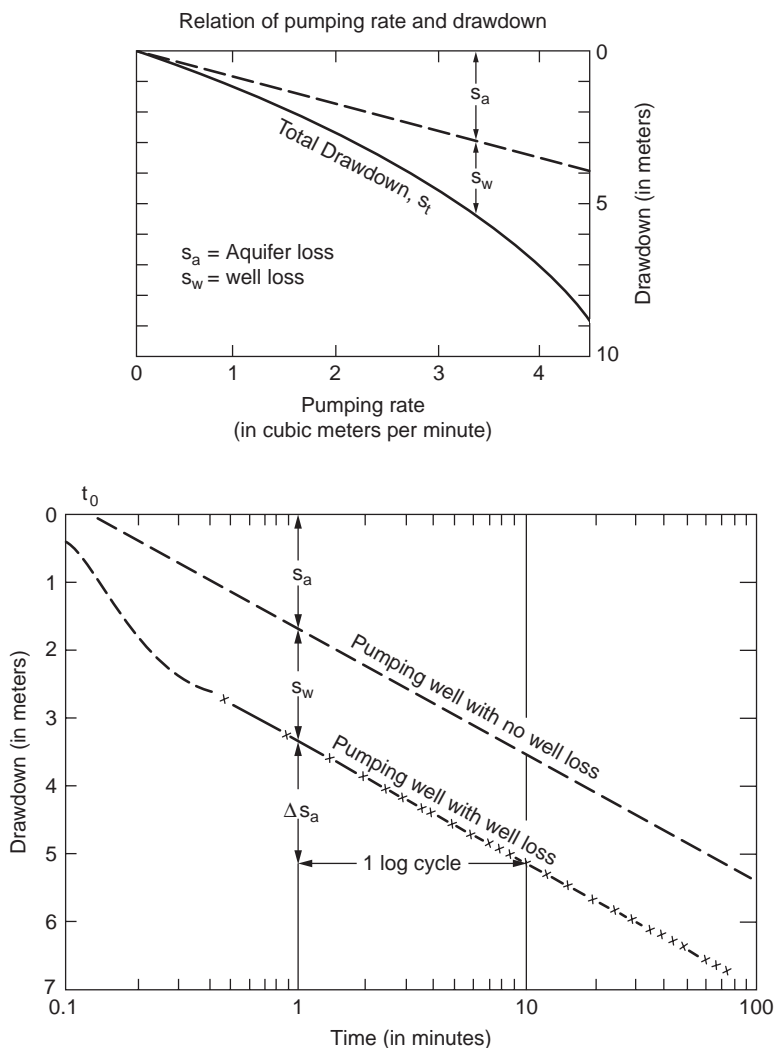 Relation of pumping rate and drawdown
0
s_a
s_w
Total Drawdown, s_t
5
Drawdown (in meters)
s_a = Aquifer loss
s_w = well loss
10
0 1 2 3 4
Pumping rate
(in cubic meters per minute)
t_0
0
s_a
1
Pumping well with no well loss
2
s_w
3
Pumping well with well loss
Δs_a
4
Drawdown (in meters)
5
1 log cycle
6
7
0.1 1 10 100
Time (in minutes)